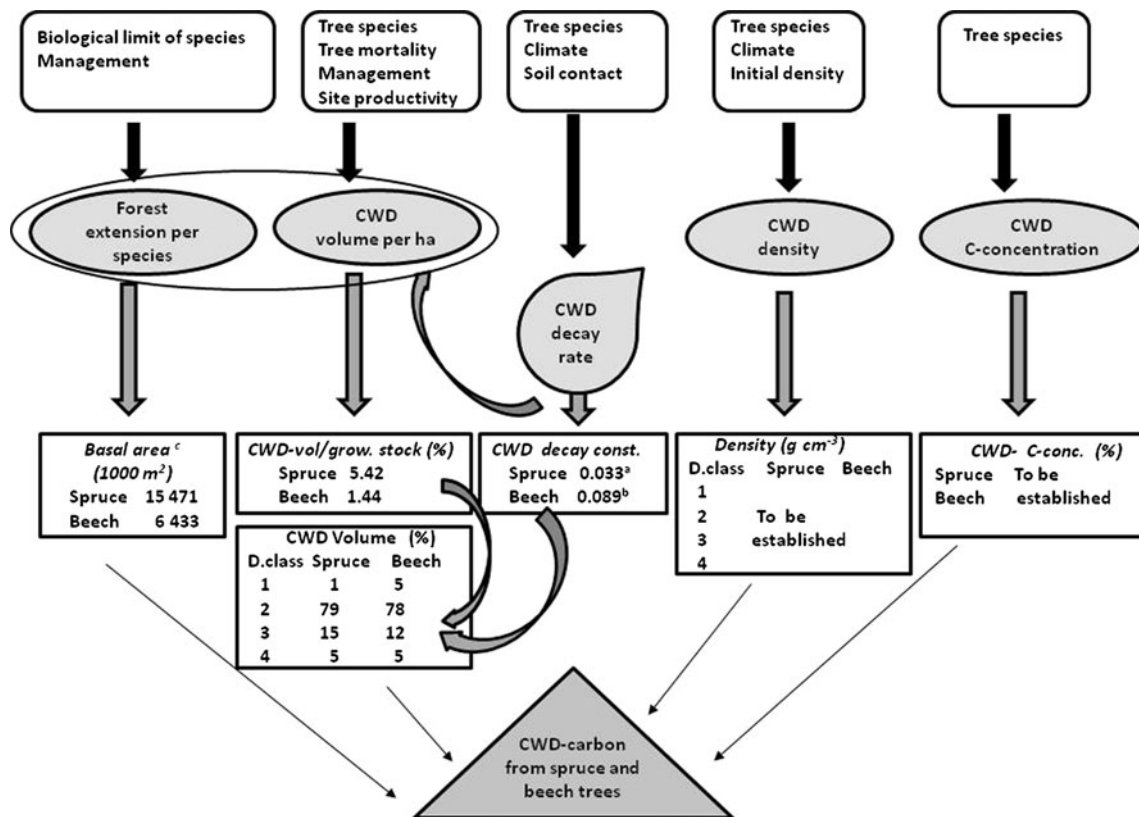 Biological limit of species
Management
Tree species
Tree mortality
Management
Site productivity
Tree species
Climate
Soil contact
Tree species
Climate
Initial density
Tree species
Forest
extension per
species
CWD
volume per ha
CWD
decay
rate
CWD
density
CWD
C-concentration
Basal area ᶜ
(1000 m²)
Spruce 15 471
Beech 6 433
CWD-vol/grow. stock (%)
Spruce 5.42
Beech 1.44
CWD decay const.
Spruce 0.033ᵃ
Beech 0.089ᵇ
Density (g cm⁻³)
D.class Spruce Beech
1
2 To be
3 established
4
CWD- C-conc. (%)
Spruce To be
Beech established
CWD Volume (%)
D.class Spruce Beech
1 1 5
2 79 78
3 15 12
4 5 5
CWD-carbon
from spruce and
beech trees